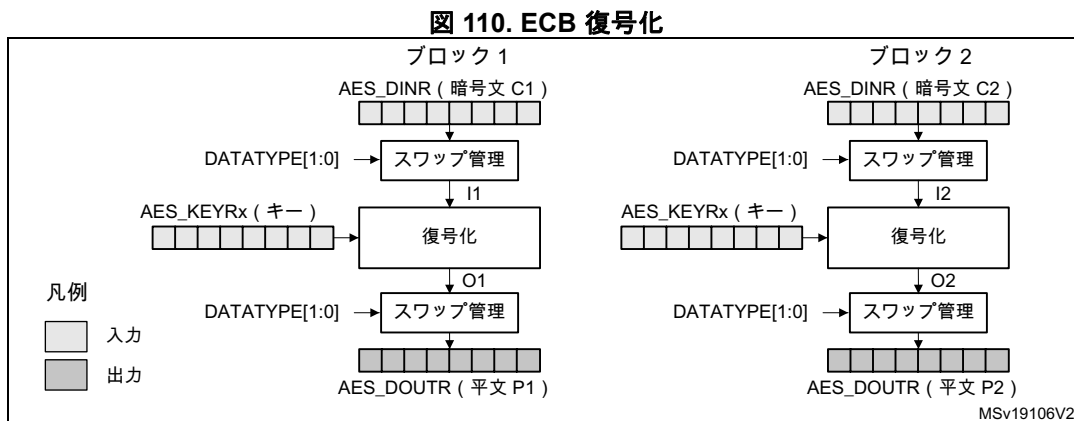 図 110. ECB 復号化
ブロック 1
AES_DINR ( 暗号文 C1 )
DATATYPE[1:0]
スワップ管理
I1
AES_KEYRx ( キー )
復号化
O1
DATATYPE[1:0]
スワップ管理
AES_DOUTR ( 平文 P1 )
ブロック 2
AES_DINR ( 暗号文 C2 )
DATATYPE[1:0]
スワップ管理
I2
AES_KEYRx ( キー )
復号化
O2
DATATYPE[1:0]
スワップ管理
AES_DOUTR ( 平文 P2 )
凡例
入力
出力
MSv19106V2